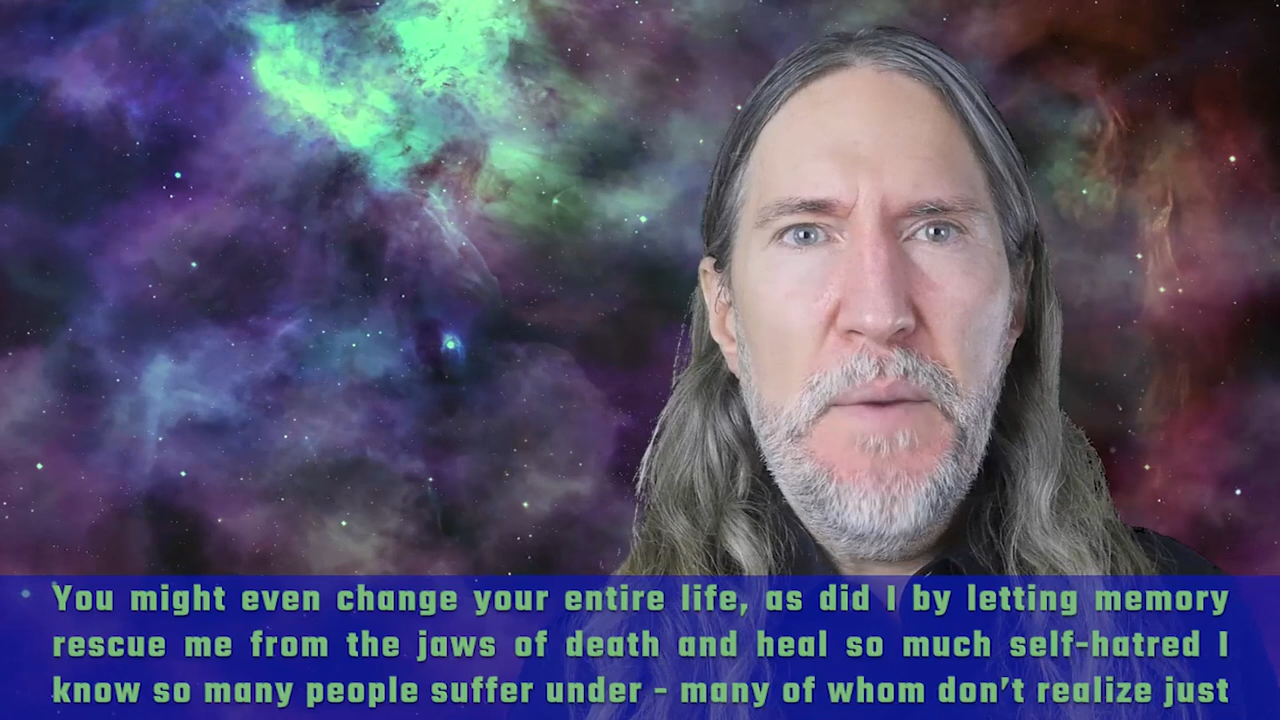 You might even change your entire life, as did I by letting memory
rescue me from the jaws of death and heal so much self-hatred I
know so many people suffer under - many of whom don't realize just